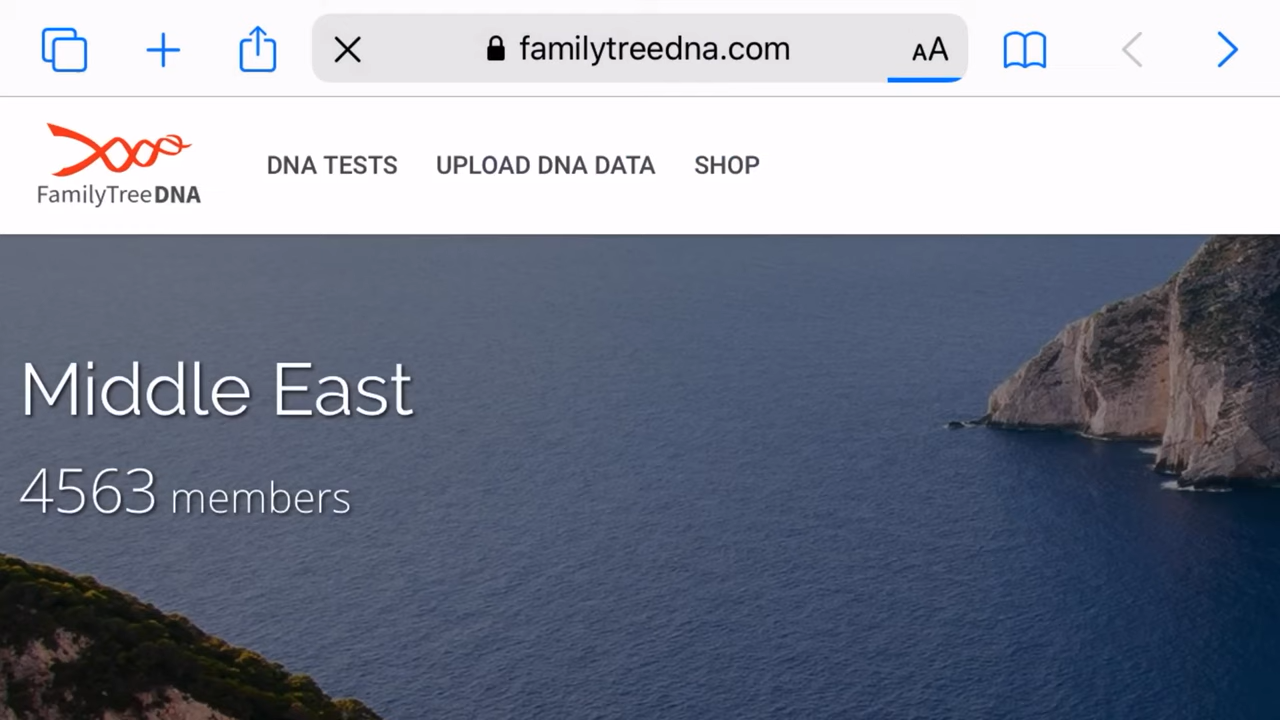 familytreedna.com
AA
FamilyTreeDNA
DNA TESTS
UPLOAD DNA DATA
SHOP
Middle East
4563 members